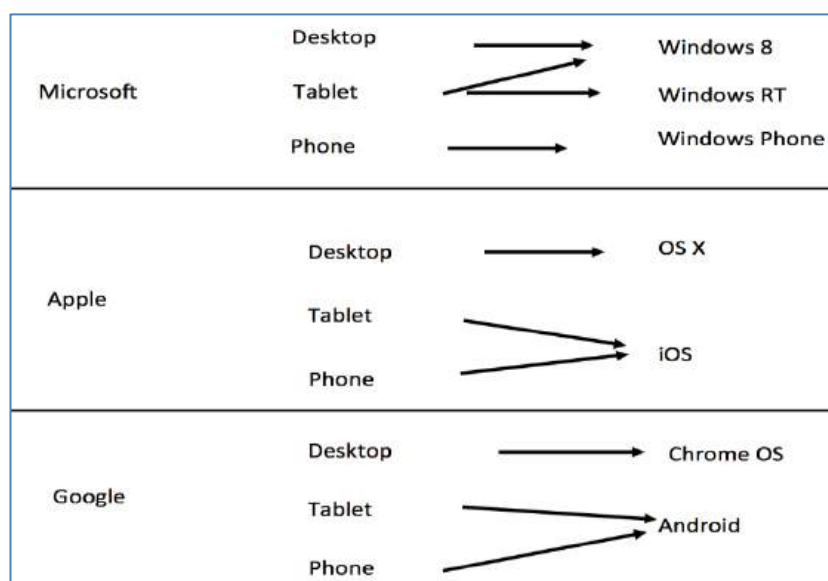 Desktop
Windows 8
Microsoft
Tablet
Windows RT
Phone
Windows Phone
Desktop
OS X
Apple
Tablet
iOS
Phone
Desktop
Chrome OS
Google
Tablet
Android
Phone